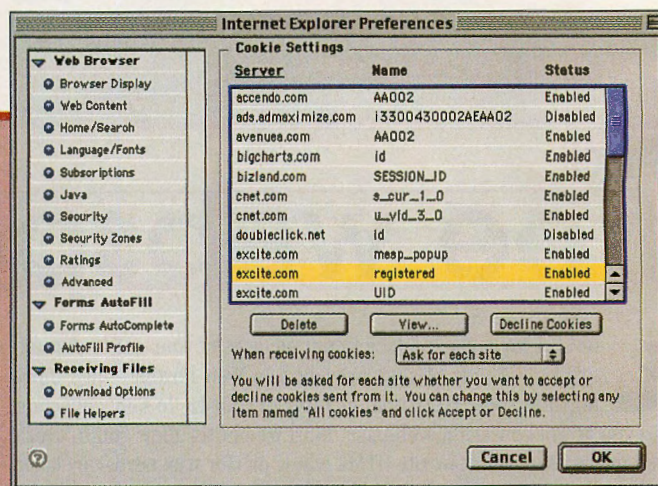 Internet Explorer Preferences
Web Browser
Browser Display
Web Content
Home/Search
Language/Fonts
Subscriptions
Java
Security
Security Zones
Ratings
Advanced
Forms AutoFill
Forms AutoComplete
AutoFill Profile
Receiving Files
Download Options
File Helpers
Cookie Settings
Server Name Status
accendo.com AA002 Enabled
ads.admaximize.com i3300430002AEAA02 Disabled
avenuea.com AA002 Enabled
bigcharts.com id Enabled
bizland.com SESSION_ID Enabled
cnet.com s_cur_1_0 Enabled
cnet.com u_vid_3_0 Enabled
doubleclick.net id Disabled
excite.com mesp_popup Enabled
excite.com registered Enabled
excite.com UID Enabled
Delete View... Decline Cookies
When receiving cookies: Ask for each site
You will be asked for each site whether you want to accept or
decline cookies sent from it. You can change this by selecting any
item named "All cookies" and click Accept or Decline.
? Cancel OK